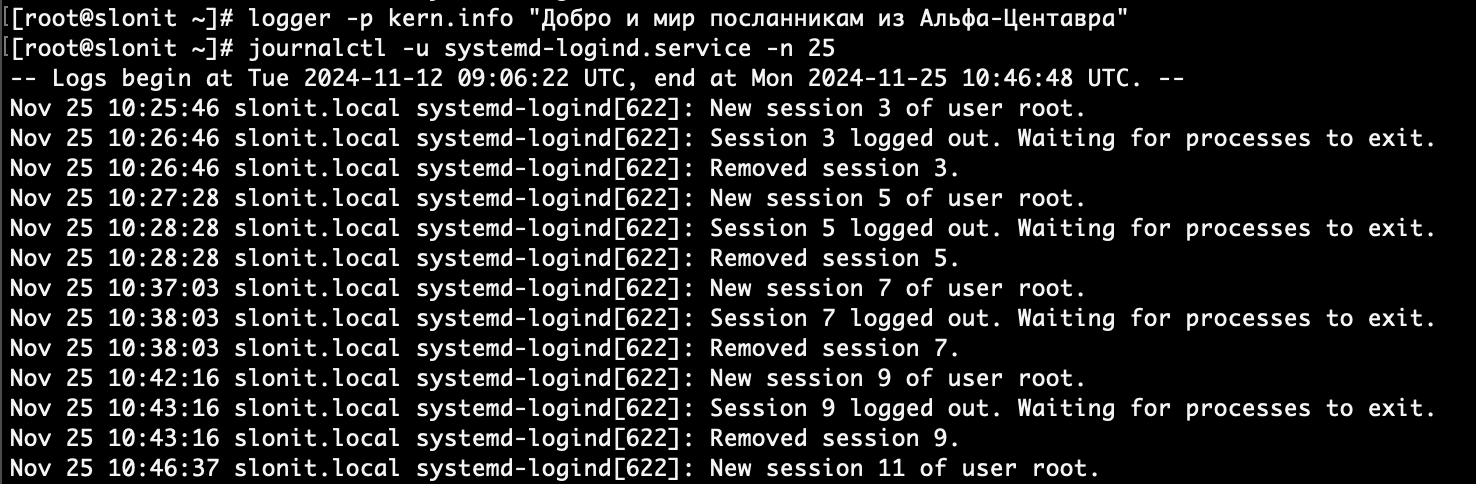 [root@slonit ~]# logger -p kern.info "Добро и мир посланникам из Альфа-Центавра"
[root@slonit ~]# journalctl -u systemd-logind.service -n 25
-- Logs begin at Tue 2024-11-12 09:06:22 UTC, end at Mon 2024-11-25 10:46:48 UTC. --
Nov 25 10:25:46 slonit.local systemd-logind[622]: New session 3 of user root.
Nov 25 10:26:46 slonit.local systemd-logind[622]: Session 3 logged out. Waiting for processes to exit.
Nov 25 10:26:46 slonit.local systemd-logind[622]: Removed session 3.
Nov 25 10:27:28 slonit.local systemd-logind[622]: New session 5 of user root.
Nov 25 10:28:28 slonit.local systemd-logind[622]: Session 5 logged out. Waiting for processes to exit.
Nov 25 10:28:28 slonit.local systemd-logind[622]: Removed session 5.
Nov 25 10:37:03 slonit.local systemd-logind[622]: New session 7 of user root.
Nov 25 10:38:03 slonit.local systemd-logind[622]: Session 7 logged out. Waiting for processes to exit.
Nov 25 10:38:03 slonit.local systemd-logind[622]: Removed session 7.
Nov 25 10:42:16 slonit.local systemd-logind[622]: New session 9 of user root.
Nov 25 10:43:16 slonit.local systemd-logind[622]: Session 9 logged out. Waiting for processes to exit.
Nov 25 10:43:16 slonit.local systemd-logind[622]: Removed session 9.
Nov 25 10:46:37 slonit.local systemd-logind[622]: New session 11 of user root.